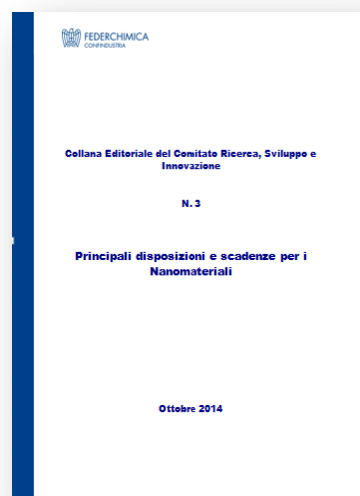 FEDERCHIMICA
CONFINDUSTRIA
Collana Editoriale del Comitato Ricerca, Sviluppo e
Innovazione
N. 3
Principali disposizioni e scadenze per i
Nanomateriali
Ottobre 2014